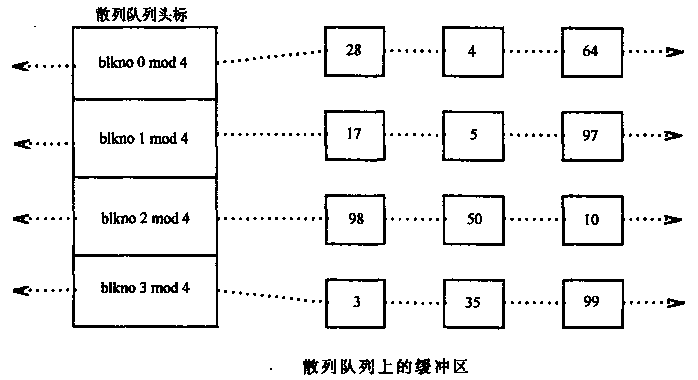 散列队列头标
blkno 0 mod 4 28 4 64
blkno 1 mod 4 17 5 97
blkno 2 mod 4 98 50 10
blkno 3 mod 4 3 35 99
散列队列上的缓冲区